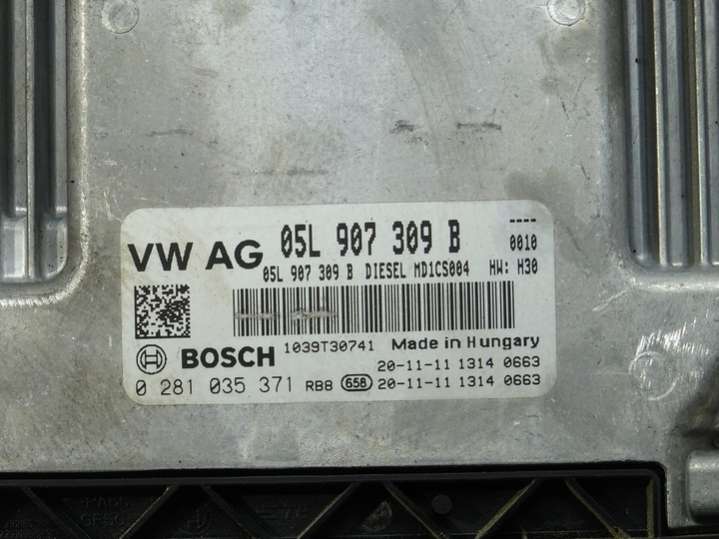 VW AG 05L 907 309 B ----
0010
05L 907 309 B DIESEL MD1CS004 HW: H30
BOSCH 1039T30741 Made in Hungary
20-11-11 1314 0663
0 281 035 371 RB8 658 20-11-11 1314 0663